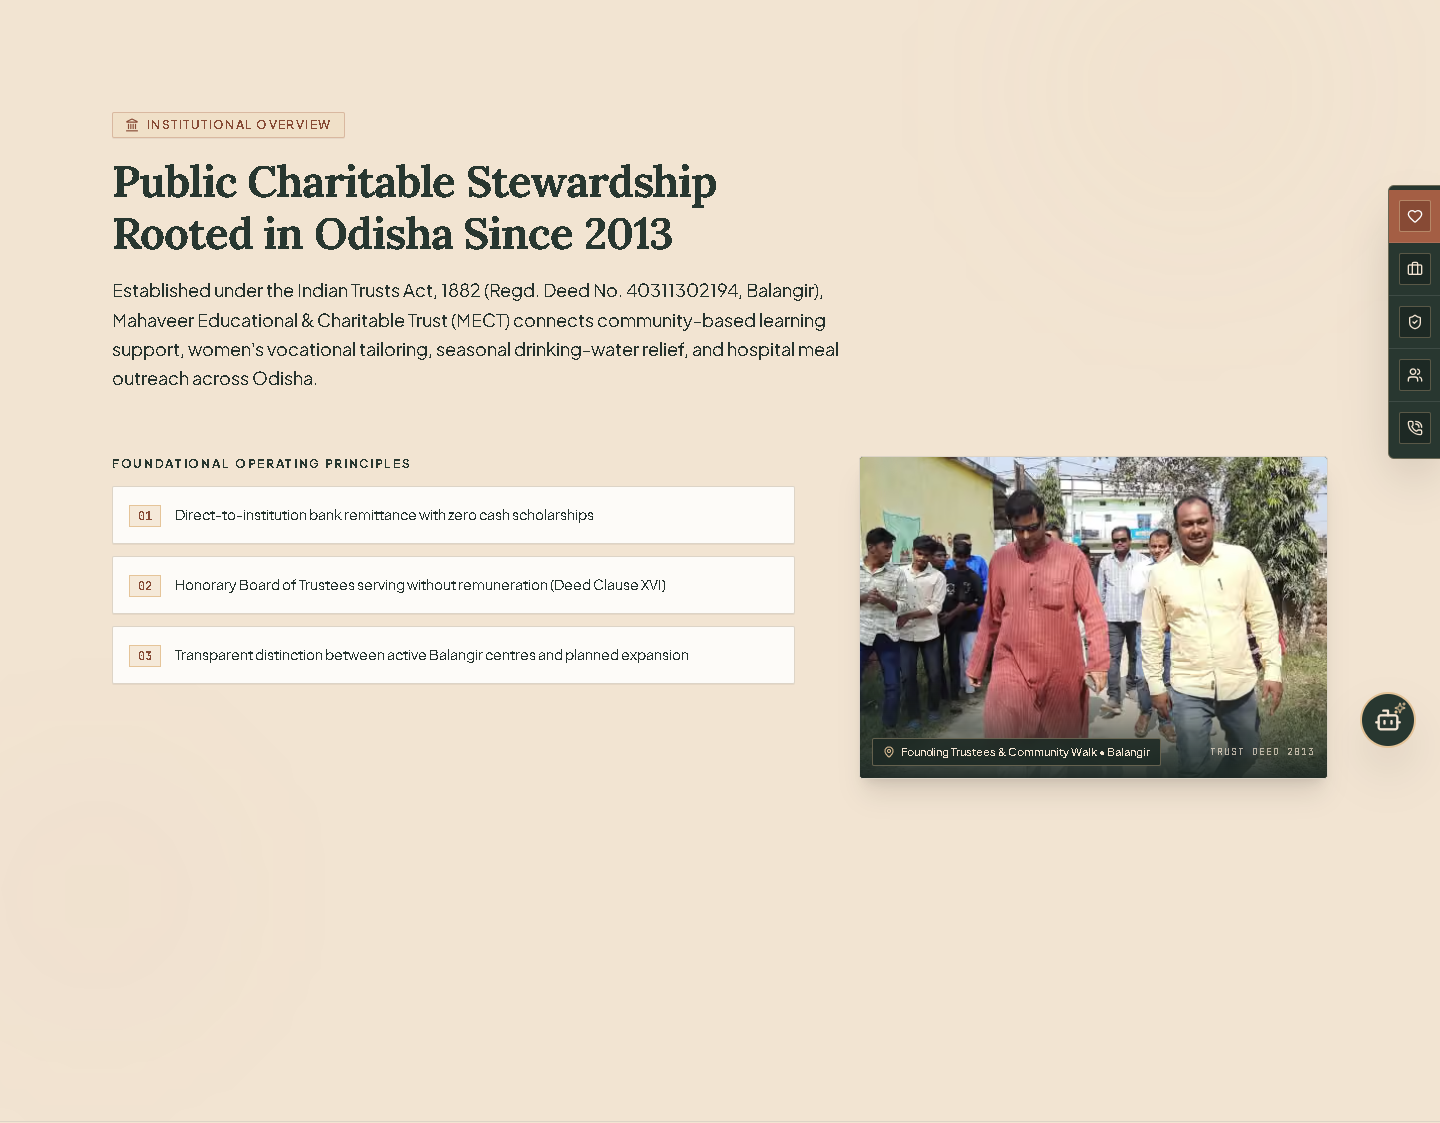 INSTITUTIONAL OVERVIEW
Public Charitable Stewardship
Rooted in Odisha Since 2013
Established under the Indian Trusts Act, 1882 (Regd. Deed No. 40311302194, Balangir),
Mahaveer Educational & Charitable Trust (MECT) connects community-based learning
support, women's vocational tailoring, seasonal drinking-water relief, and hospital meal
outreach across Odisha.
FOUNDATIONAL OPERATING PRINCIPLES
01 Direct-to-institution bank remittance with zero cash scholarships
02 Honorary Board of Trustees serving without remuneration (Deed Clause XVI)
03 Transparent distinction between active Balangir centres and planned expansion
Founding Trustees & Community Walk • Balangir
TRUST DEED 2013